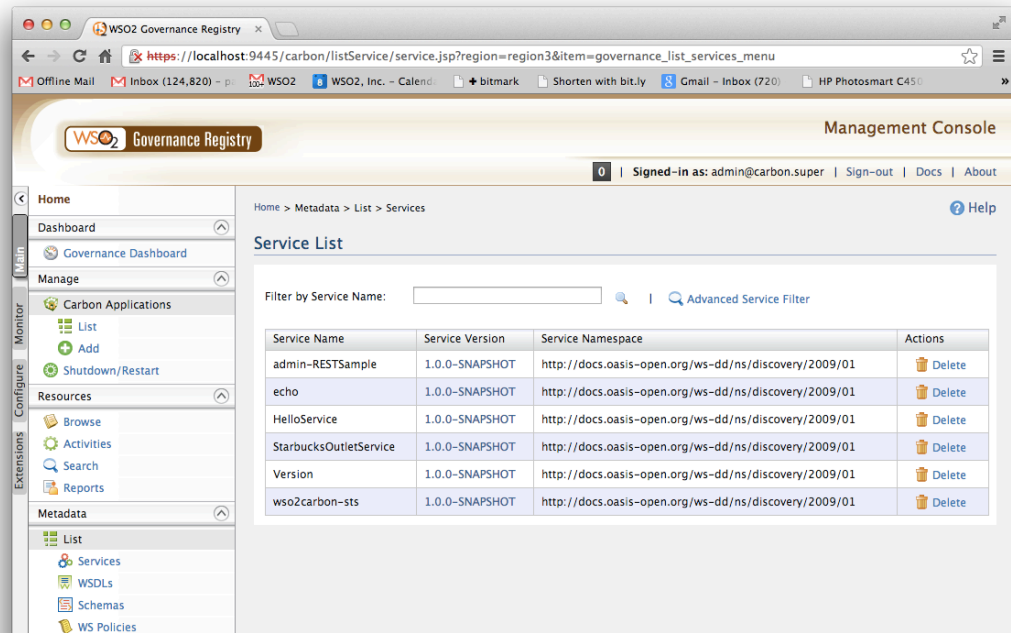 WSO2 Governance Registry
https://localhost:9445/carbon/listService/service.jsp?region=region3&item=governance_list_services_menu
Offline Mail Inbox (124,820) – 100+ WSO2 8 WSO2, Inc. – Calend + bitmark Shorten with bit.ly 8 Gmail – Inbox (720) HP Photosmart C450 »
WSO2 Governance Registry
Management Console
0 | Signed-in as: admin@carbon.super | Sign-out | Docs | About
Main
Monitor
Configure
Extensions
Home
Dashboard
Governance Dashboard
Manage
Carbon Applications
List
Add
Shutdown/Restart
Resources
Browse
Activities
Search
Reports
Metadata
List
Services
WSDLs
Schemas
WS Policies
Home > Metadata > List > Services
? Help
Service List
Filter by Service Name: | Advanced Service Filter
Service Name Service Version Service Namespace Actions
admin-RESTSample 1.0.0-SNAPSHOT http://docs.oasis-open.org/ws-dd/ns/discovery/2009/01 Delete
echo 1.0.0-SNAPSHOT http://docs.oasis-open.org/ws-dd/ns/discovery/2009/01 Delete
HelloService 1.0.0-SNAPSHOT http://docs.oasis-open.org/ws-dd/ns/discovery/2009/01 Delete
StarbucksOutletService 1.0.0-SNAPSHOT http://docs.oasis-open.org/ws-dd/ns/discovery/2009/01 Delete
Version 1.0.0-SNAPSHOT http://docs.oasis-open.org/ws-dd/ns/discovery/2009/01 Delete
wso2carbon-sts 1.0.0-SNAPSHOT http://docs.oasis-open.org/ws-dd/ns/discovery/2009/01 Delete